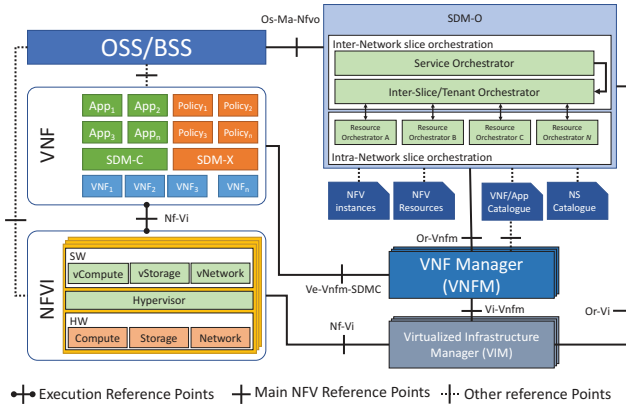 Os-Ma-Nfvo
SDM-O
OSS/BSS
Inter-Network slice orchestration
Service Orchestrator
Inter-Slice/Tenant Orchestrator
Resource Orchestrator A
Resource Orchestrator B
Resource Orchestrator C
Resource Orchestrator N
Intra-Network slice orchestration
VNF
App1 App2 Policy1 Policy2
App3 Appn Policy3 Policyn
SDM-C SDM-X
VNF1 VNF2 VNF3 VNFn
NFV instances
NFV Resources
VNF/App Catalogue
NS Catalogue
Nf-Vi
Or-Vnfm
NFVI
SW
vCompute vStorage vNetwork
Hypervisor
HW
Compute Storage Network
Ve-Vnfm-SDMC
VNF Manager
(VNFM)
Vi-Vnfm
Or-Vi
Nf-Vi
Virtualized Infrastructure
Manager (VIM)
Execution Reference Points Main NFV Reference Points Other reference Points